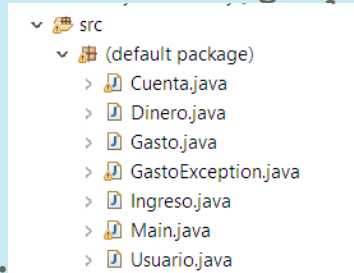 src
(default package)
Cuenta.java
Dinero.java
Gasto.java
GastoException.java
Ingreso.java
Main.java
Usuario.java